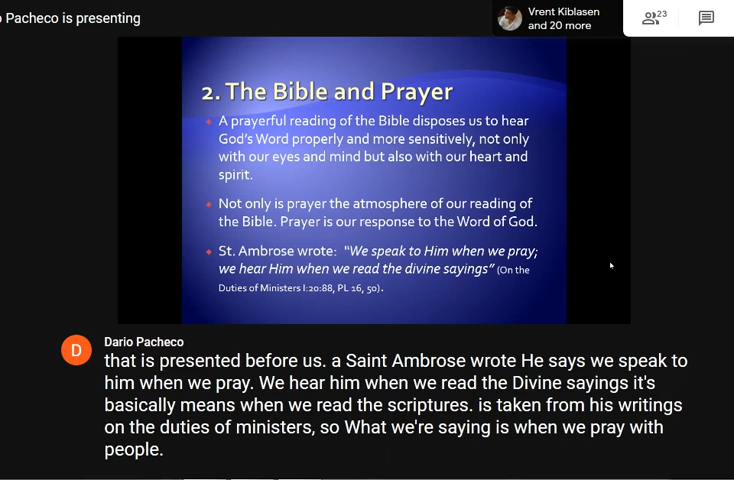 o Pacheco is presenting
Vrent Kiblasen
and 20 more
23
2. The Bible and Prayer
A prayerful reading of the Bible disposes us to hear
God's Word properly and more sensitively, not only
with our eyes and mind but also with our heart and
spirit.
Not only is prayer the atmosphere of our reading of
the Bible. Prayer is our response to the Word of God.
St. Ambrose wrote: "We speak to Him when we pray;
we hear Him when we read the divine sayings" (On the
Duties of Ministers I:20:88, PL 16, 50).
D
Dario Pacheco
that is presented before us. a Saint Ambrose wrote He says we speak to
him when we pray. We hear him when we read the Divine sayings it's
basically means when we read the scriptures. is taken from his writings
on the duties of ministers, so What we're saying is when we pray with
people.